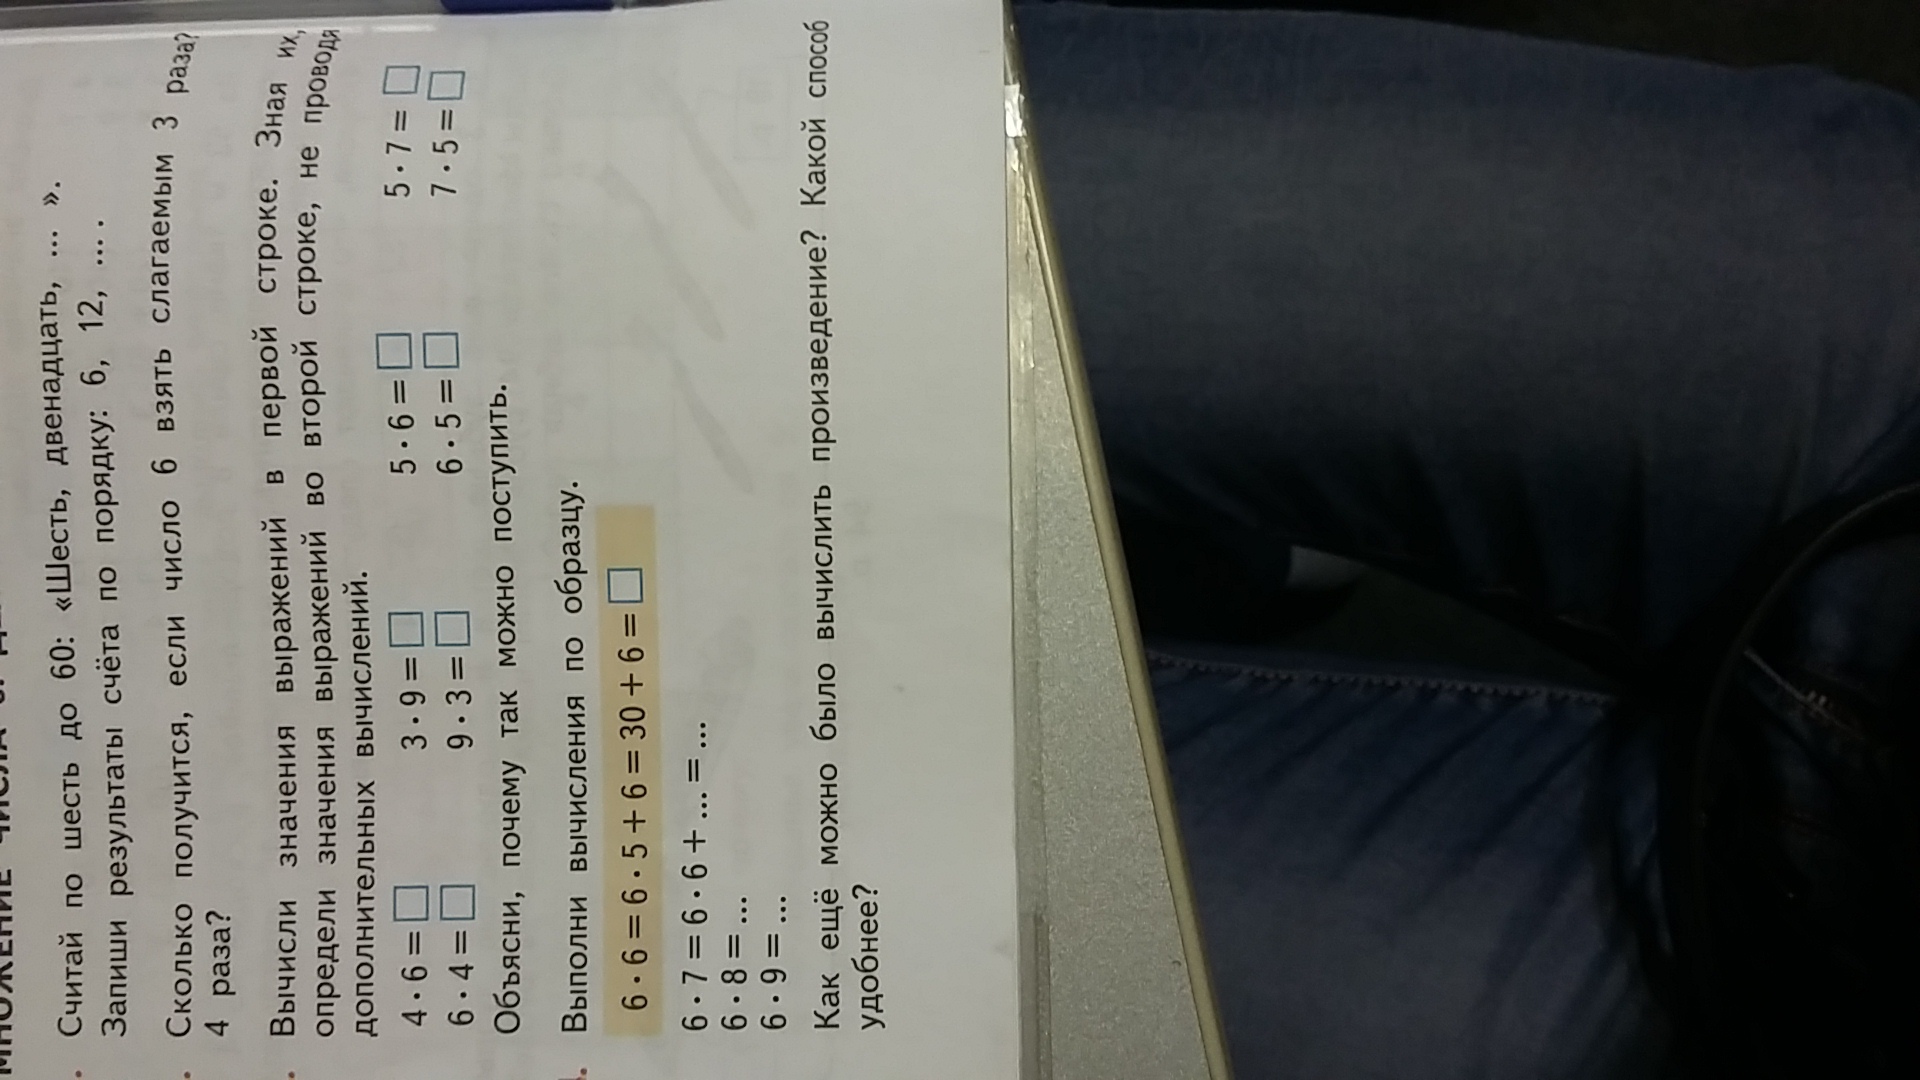 Считай по шесть до 60: «Шесть, двенадцать, ... ».
Запиши результаты счёта по порядку: 6, 12, ... .
Сколько получится, если число 6 взять слагаемым 3 раза?
4 раза?
Вычисли значения выражений в первой строке. Зная их,
определи значения выражений во второй строке, не проводя
дополнительных вычислений.
4 · 6 = □ 3 · 9 = □ 5 · 6 = □ 5 · 7 = □
6 · 4 = □ 9 · 3 = □ 6 · 5 = □ 7 · 5 = □
Объясни, почему так можно поступить.
Выполни вычисления по образцу.
6 · 6 = 6 · 5 + 6 = 30 + 6 = □
6 · 7 = 6 · 6 + ... = ...
6 · 8 = ...
6 · 9 = ...
Как ещё можно было вычислить произведение? Какой способ
удобнее?